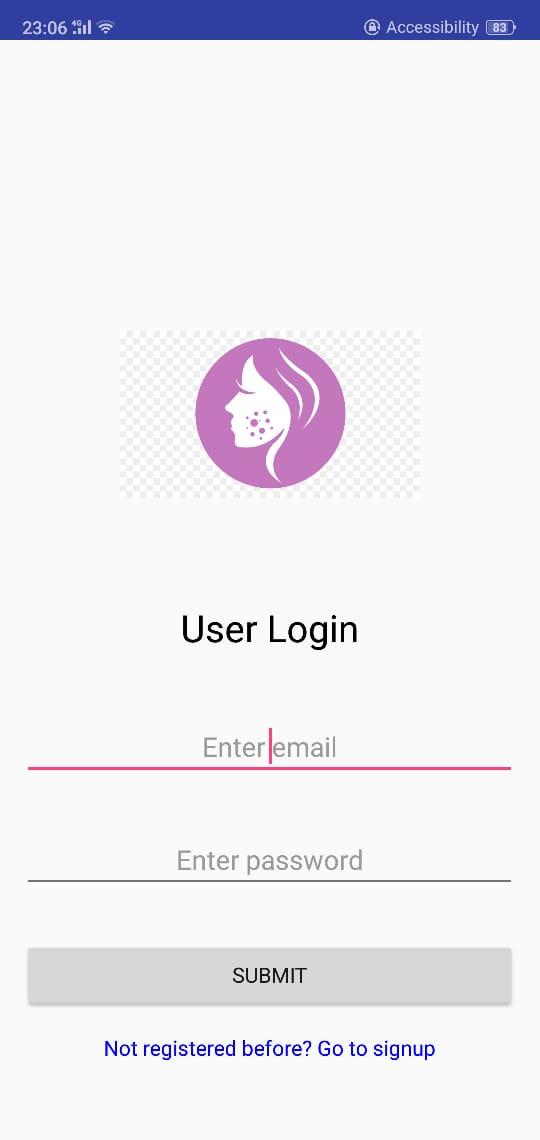 23:06 4G Accessibility 83
User Login
Enter email
Enter password
SUBMIT
Not registered before? Go to signup